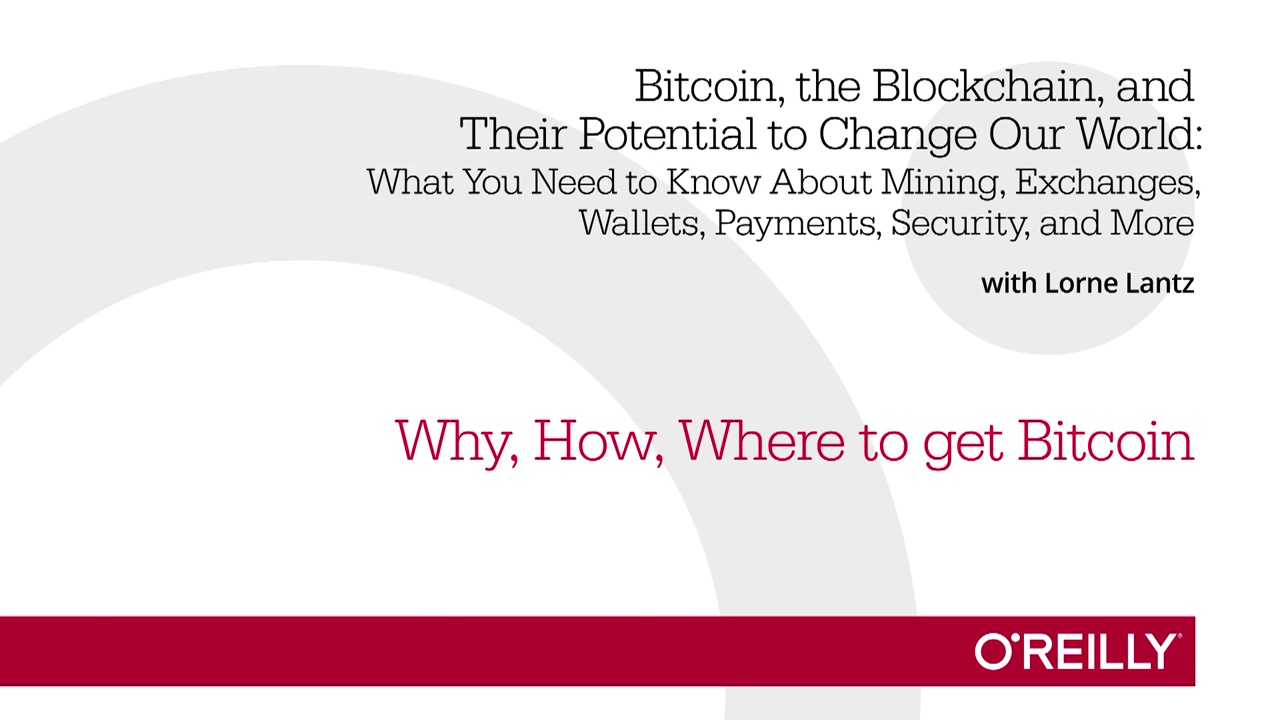 Bitcoin, the Blockchain, and
Their Potential to Change Our World:
What You Need to Know About Mining, Exchanges,
Wallets, Payments, Security, and More
with Lorne Lantz
Why, How, Where to get Bitcoin
O'REILLY®